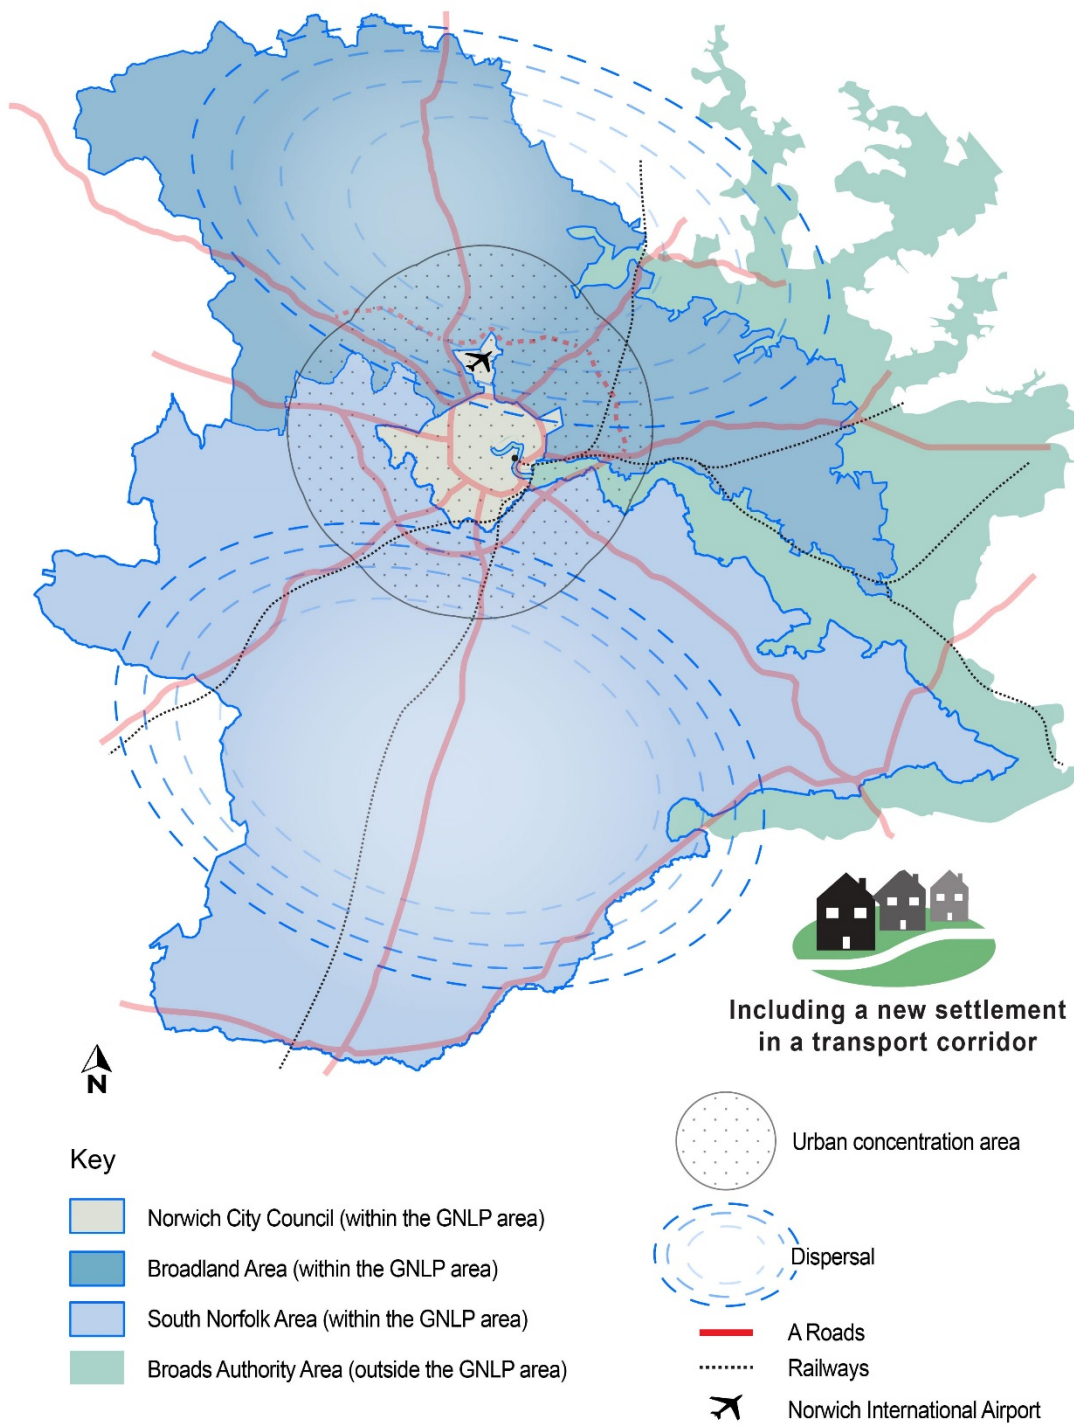 Including a new settlement
in a transport corridor
N
Key
Norwich City Council (within the GNLP area)
Broadland Area (within the GNLP area)
South Norfolk Area (within the GNLP area)
Broads Authority Area (outside the GNLP area)
Urban concentration area
Dispersal
A Roads
Railways
Norwich International Airport